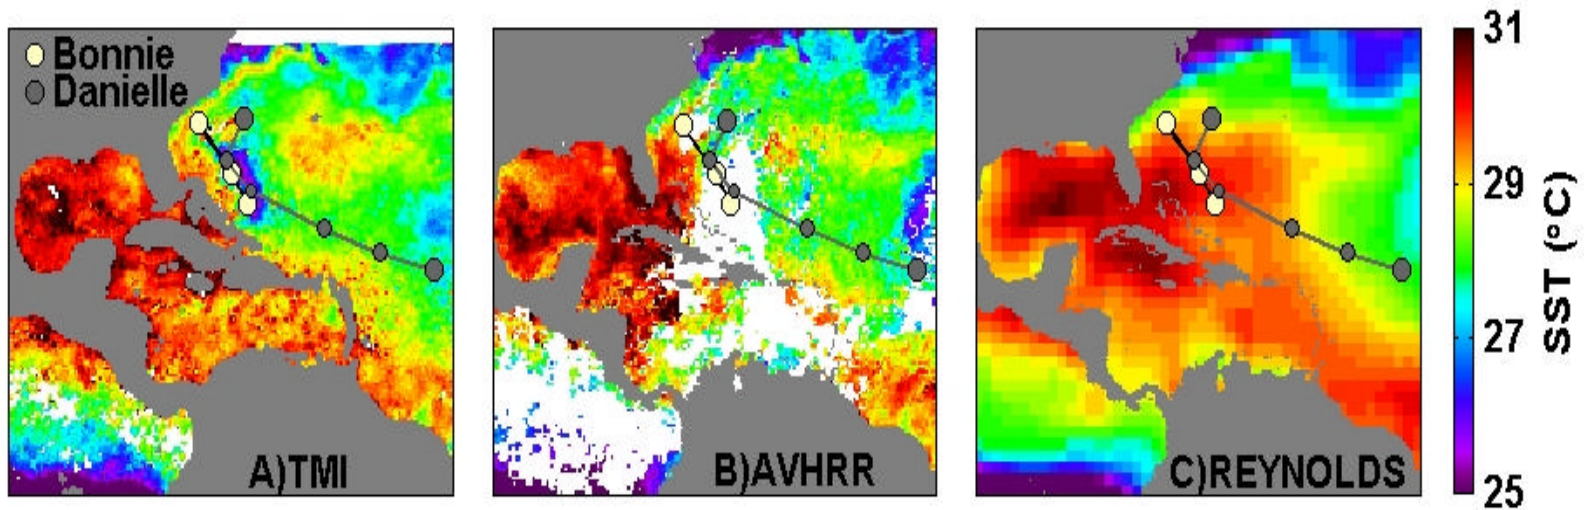 Bonnie
Danielle
A)TMI
B)AVHRR
C)REYNOLDS
31
29
27
25
SST (°C)